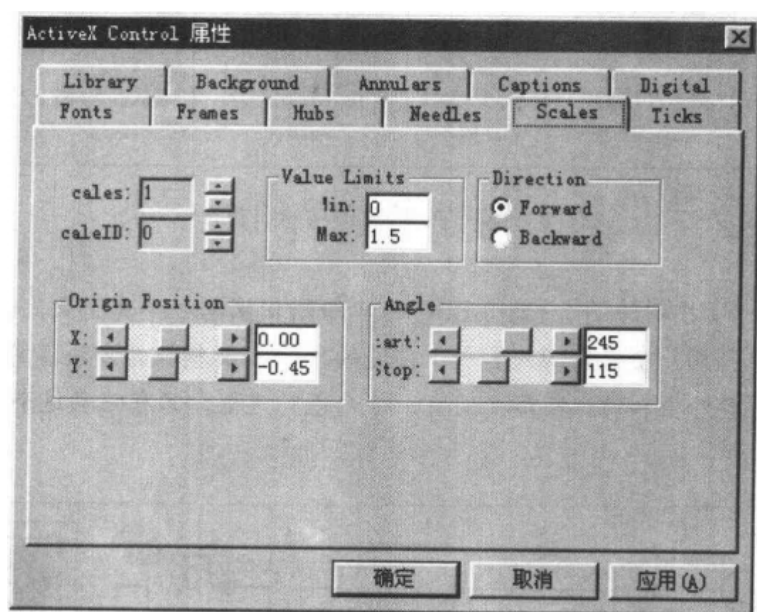 ActiveX Control 属性
Library Background Annulars Captions Digital
Fonts Frames Hubs Needles Scales Ticks
Value Limits Direction
cales: 1 Min: 0 Forward
caleID: 0 Max: 1.5 Backward
Origin Position Angle
X: 0.00 art: 245
Y: -0.45 Stop: 115
确定 取消 应用(A)